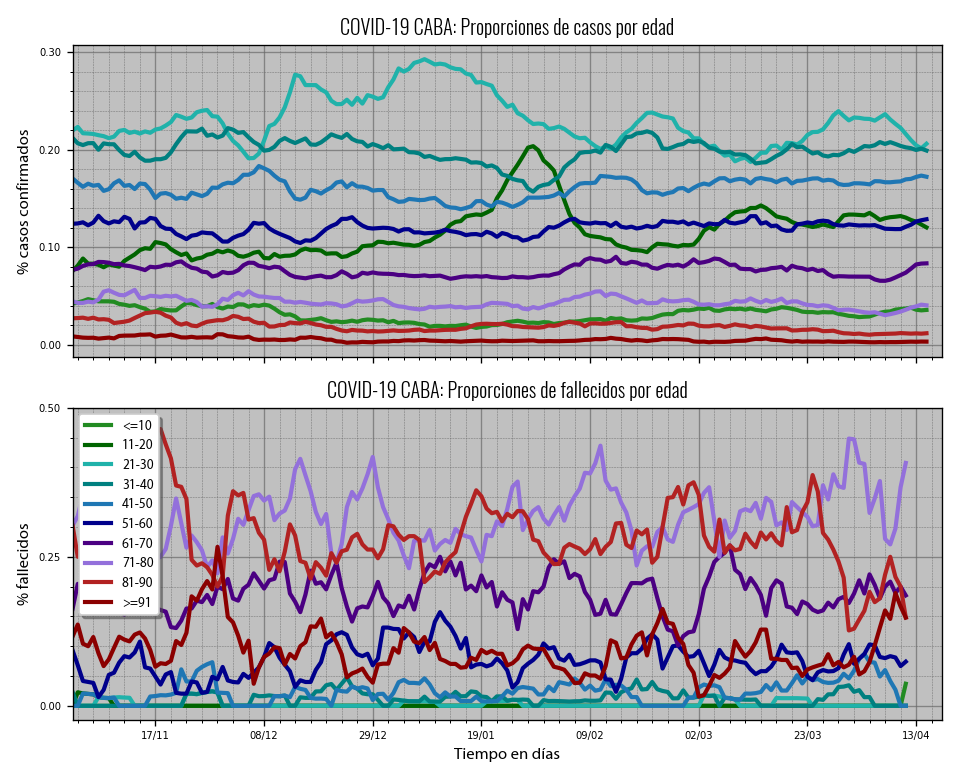 COVID-19 CABA: Proporciones de casos por edad
0.30
0.20
0.10
0.00
% casos confirmados
COVID-19 CABA: Proporciones de fallecidos por edad
0.50
0.25
0.00
% fallecidos
<=10
11-20
21-30
31-40
41-50
51-60
61-70
71-80
81-90
>=91
17/11 08/12 29/12 19/01 09/02 02/03 23/03 13/04
Tiempo en días